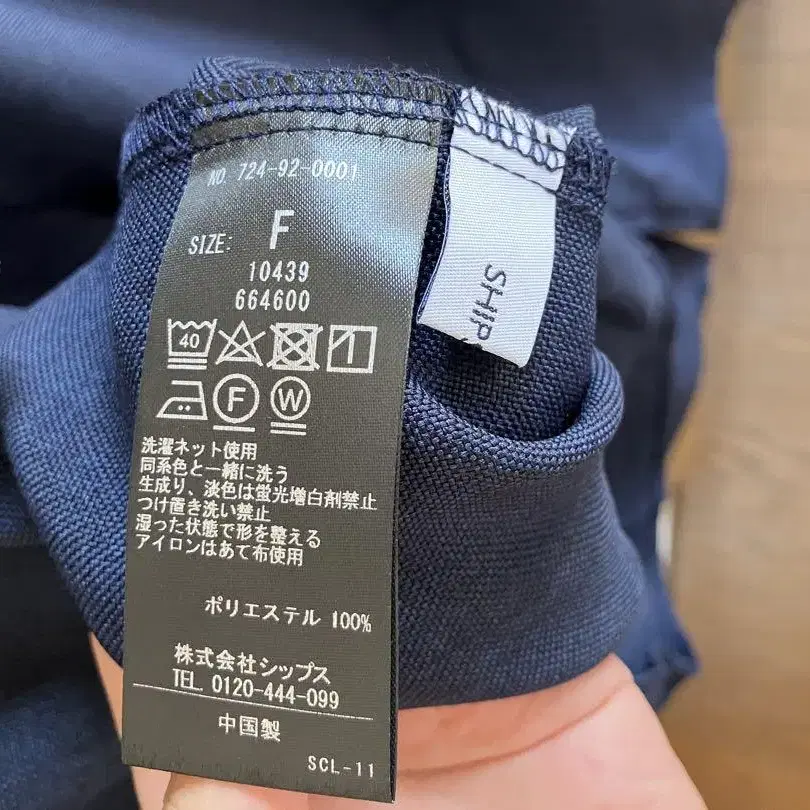 NO. 724-92-0001
SIZE: F
10439
664600
40
F W
洗濯ネット使用
同系色と一緒に洗う
生成り、淡色は蛍光増白剤禁止
つけ置き洗い禁止
湿った状態で形を整える
アイロンはあて布使用
ポリエステル 100%
株式会社シップス
TEL 0120-444-099
中国製
SCL-11
SHIP